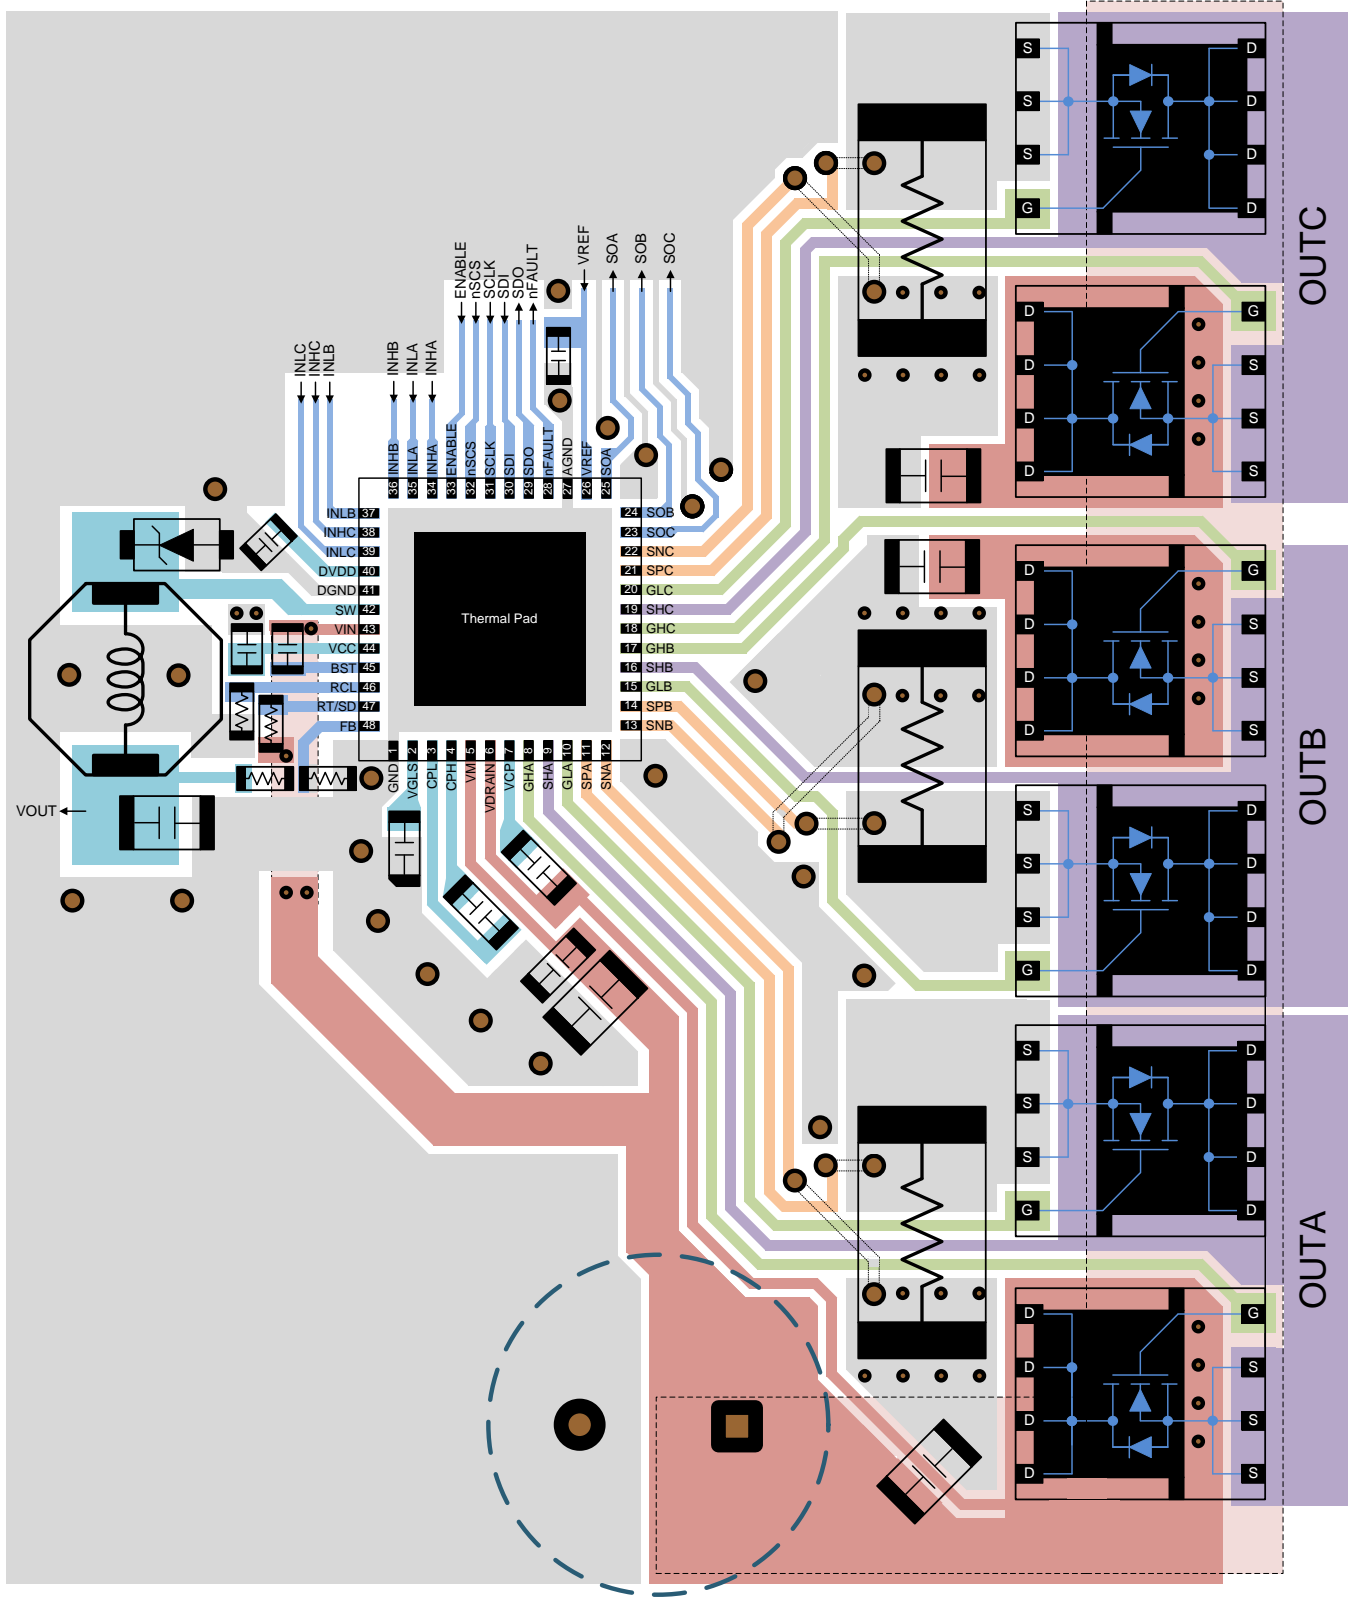 S
D
S
D
S
D
G
D
OUTC
ENABLE
nSCS
SCLK
SDI
SDO
nFAULT
VREF
SOA
SOB
SOC
INLC
INHC
INLB
INHB
INLA
INHA
D
G
D
S
D
S
D
S
36 INHB
35 INLA
34 INHA
33 ENABLE
32 nSCS
31 SCLK
30 SDI
29 SDO
28 nFAULT
27 AGND
26 VREF
25 SOA
INLB 37
INHC 38
INLC 39
DVDD 40
DGND 41
SW 42
VIN 43
VCC 44
BST 45
RCL 46
RT/SD 47
FB 48
Thermal Pad
24 SOB
23 SOC
22 SNC
21 SPC
20 GLC
19 SHC
18 GHC
17 GHB
16 SHB
15 GLB
14 SPB
13 SNB
GND 1
VGLS 2
CPL 3
CPH 4
VM 5
VDRAIN 6
VCP 7
GHA 8
SHA 9
GLA 10
SPA 11
SNA 12
D
G
D
S
D
S
D
S
OUTB
VOUT
S
D
S
D
S
D
G
D
S
D
S
D
S
D
G
D
OUTA
D
G
D
S
D
S
D
S